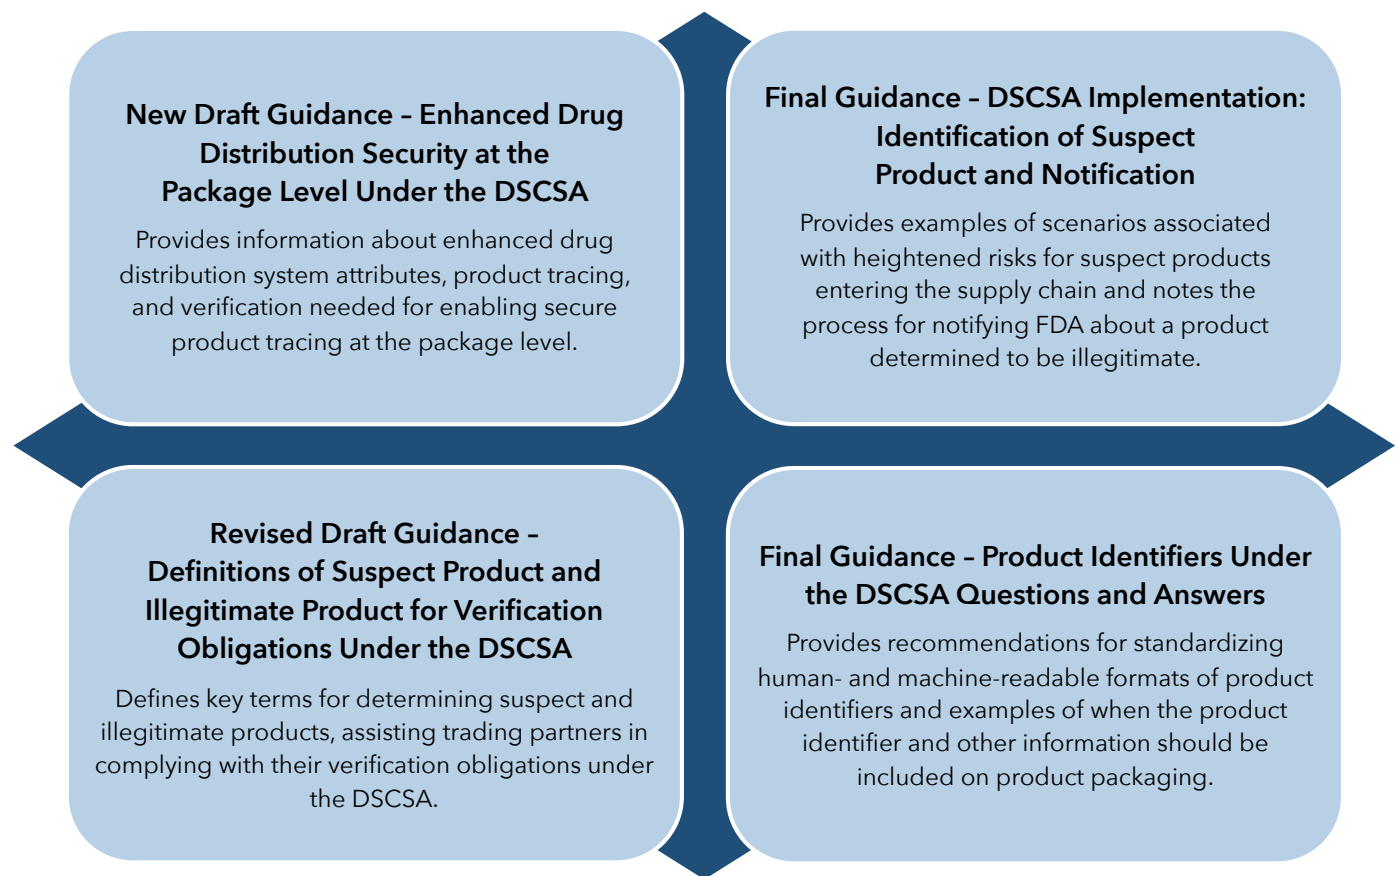 New Draft Guidance – Enhanced Drug
Distribution Security at the
Package Level Under the DSCSA
Provides information about enhanced drug
distribution system attributes, product tracing,
and verification needed for enabling secure
product tracing at the package level.
Final Guidance – DSCSA Implementation:
Identification of Suspect
Product and Notification
Provides examples of scenarios associated
with heightened risks for suspect products
entering the supply chain and notes the
process for notifying FDA about a product
determined to be illegitimate.
Revised Draft Guidance –
Definitions of Suspect Product and
Illegitimate Product for Verification
Obligations Under the DSCSA
Defines key terms for determining suspect and
illegitimate products, assisting trading partners in
complying with their verification obligations under
the DSCSA.
Final Guidance – Product Identifiers Under
the DSCSA Questions and Answers
Provides recommendations for standardizing
human- and machine-readable formats of product
identifiers and examples of when the product
identifier and other information should be
included on product packaging.